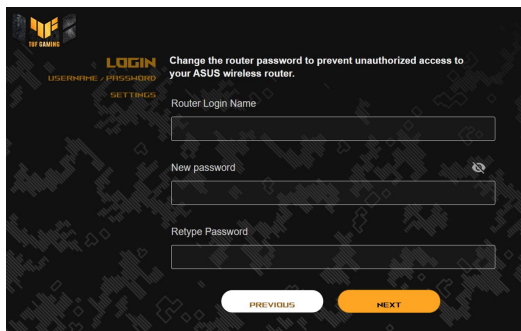 TUF GAMING
LOGIN
USERNAME / PASSWORD
SETTINGS
Change the router password to prevent unauthorized access to
your ASUS wireless router.
Router Login Name
New password
Retype Password
PREVIOUS
NEXT